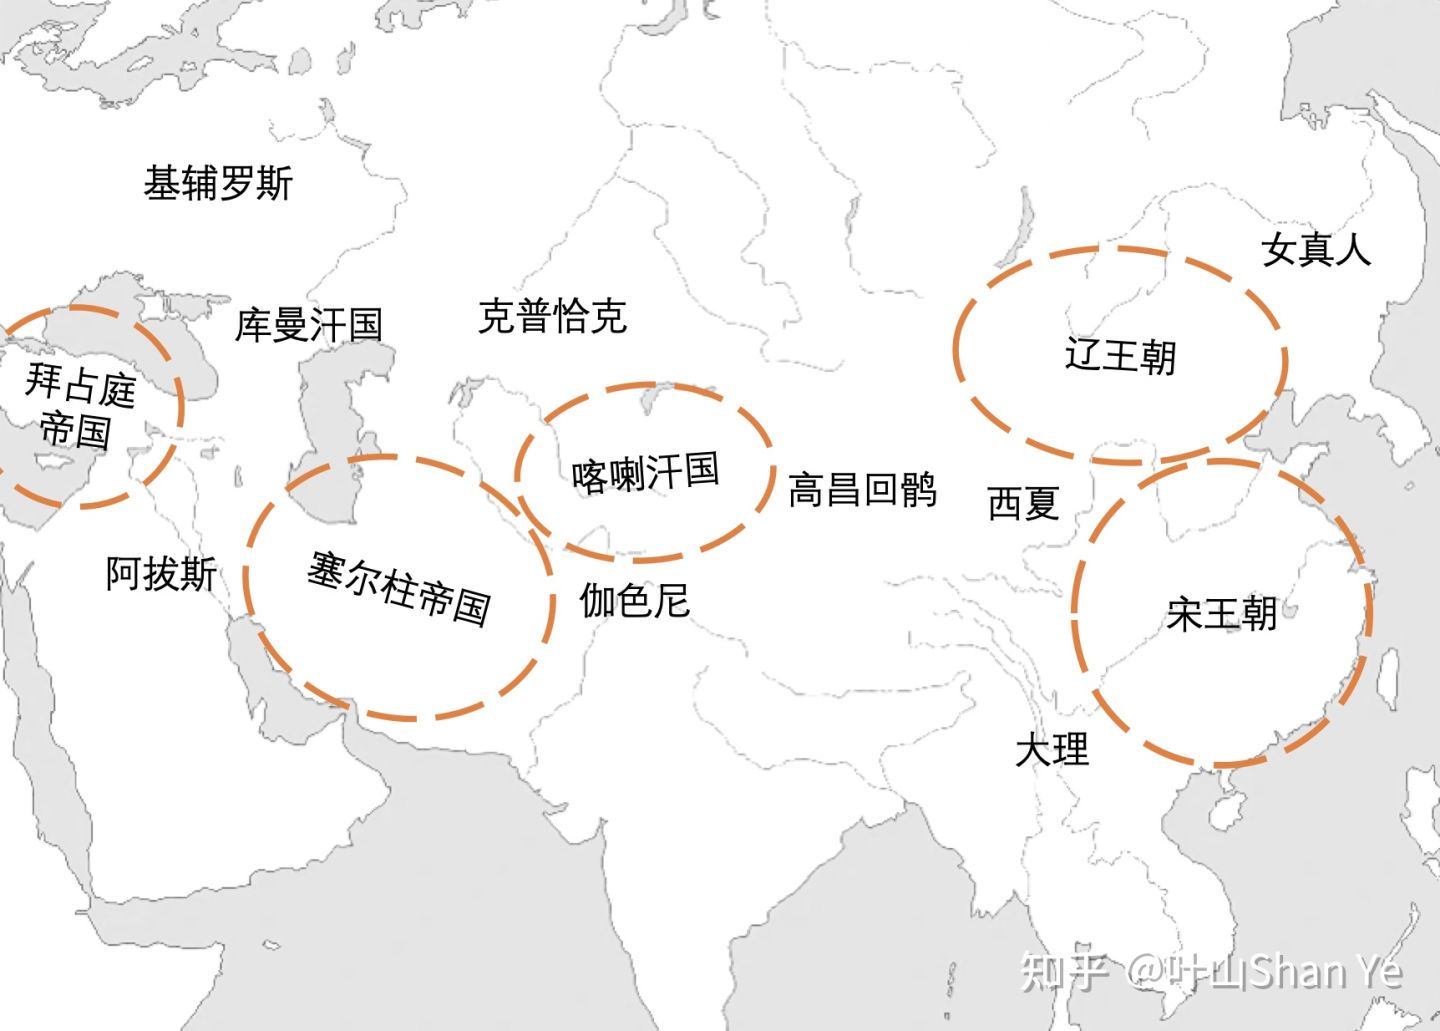 基辅罗斯
女真人
库曼汗国
克普恰克
辽王朝
拜占庭
帝国
喀喇汗国
高昌回鹘
西夏
阿拔斯
塞尔柱帝国
伽色尼
宋王朝
大理
知乎 @叶山Shan Ye